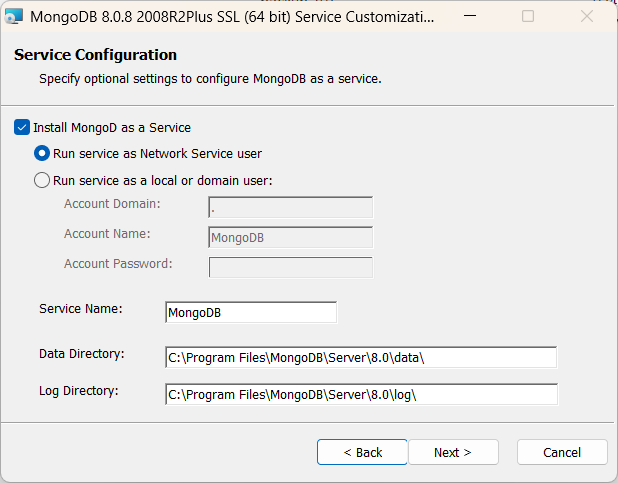 MongoDB 8.0.8 2008R2Plus SSL (64 bit) Service Customizati...
Service Configuration
Specify optional settings to configure MongoDB as a service.
Install MongoD as a Service
Run service as Network Service user
Run service as a local or domain user:
Account Domain: .
Account Name: MongoDB
Account Password:
Service Name: MongoDB
Data Directory: C:\Program Files\MongoDB\Server\8.0\data\
Log Directory: C:\Program Files\MongoDB\Server\8.0\log\
< Back Next > Cancel